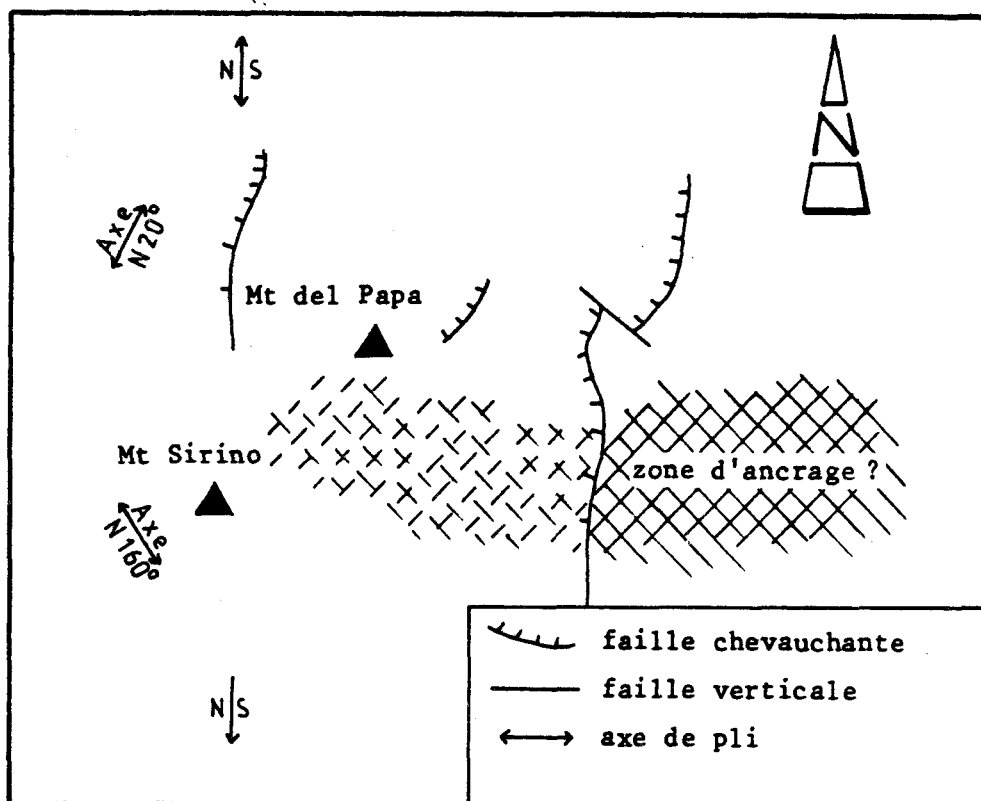 N S
N
Axe
N20°
Mt del Papa
Mt Sirino
zone d'ancrage ?
Axe
N160°
faille chevauchante
N S
faille verticale
axe de pli